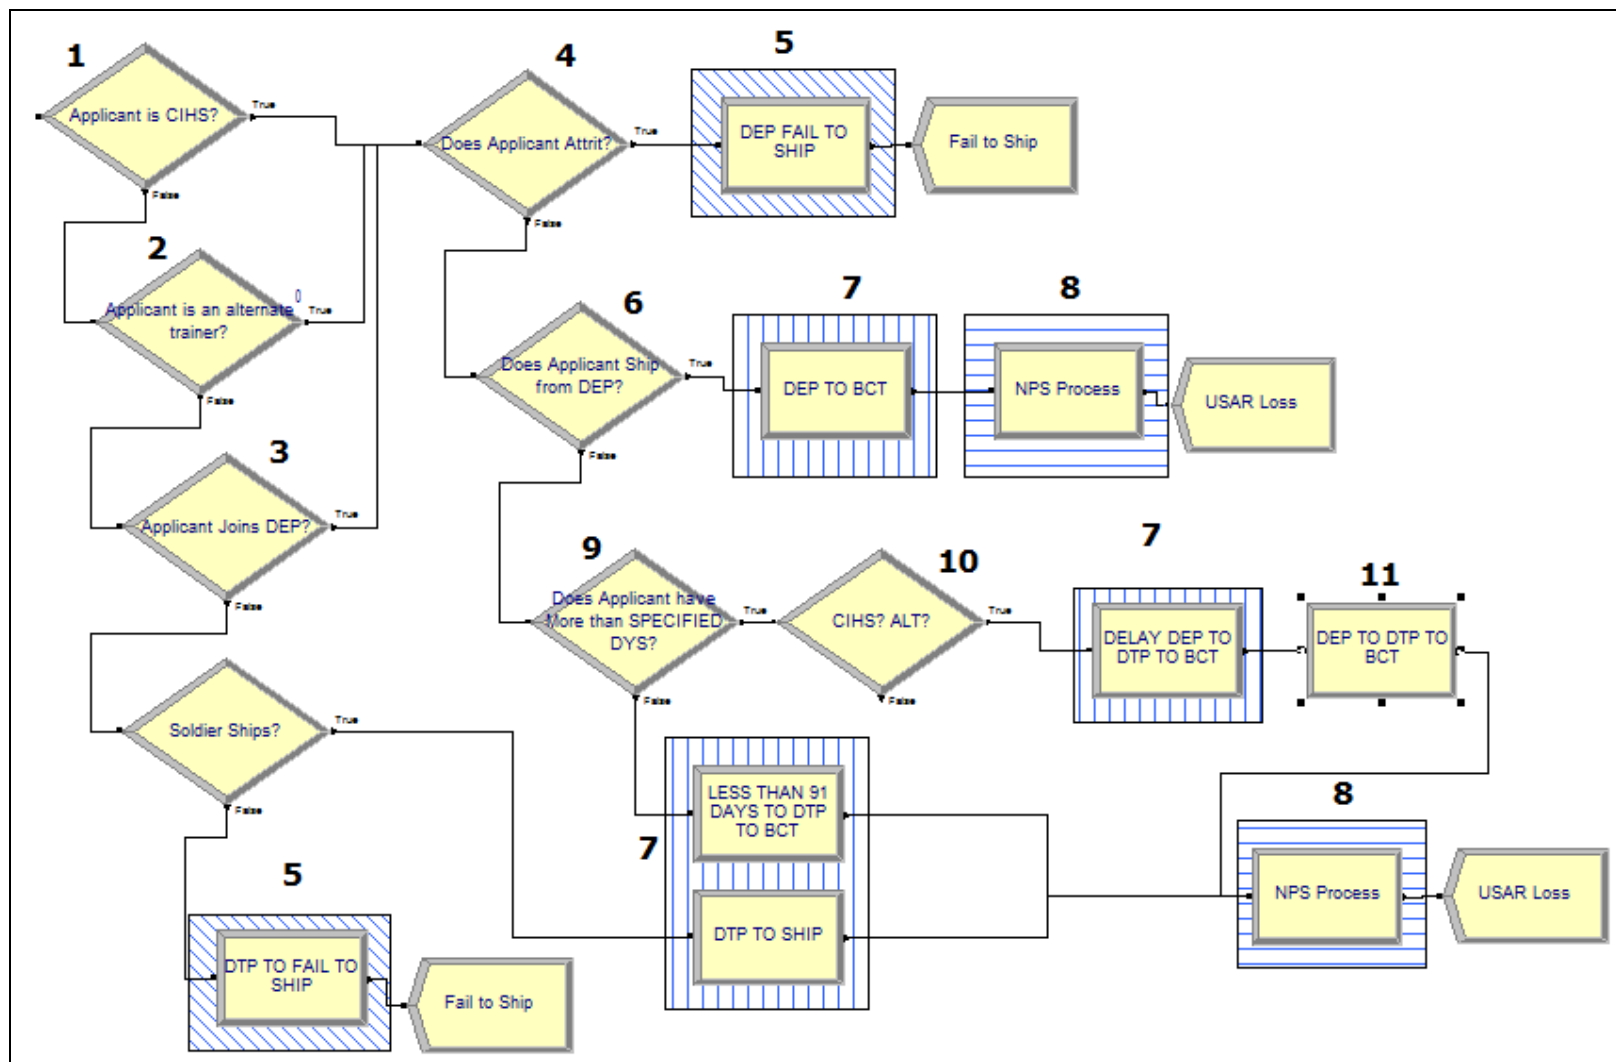 1
Applicant is CIHS?
True
False
2
Applicant is an alternate
trainer?
0
True
False
3
Applicant Joins DEP?
True
False
Soldier Ships?
True
False
5
DTP TO FAIL TO
SHIP
Fail to Ship
4
Does Applicant Attrit?
True
False
5
DEP FAIL TO
SHIP
Fail to Ship
6
Does Applicant Ship
from DEP?
True
False
7
DEP TO BCT
8
NPS Process
USAR Loss
9
Does Applicant have
More than SPECIFIED
DYS?
True
False
10
CIHS? ALT?
True
False
7
DELAY DEP TO
DTP TO BCT
11
DEP TO DTP TO
BCT
7
LESS THAN 91
DAYS TO DTP
TO BCT
DTP TO SHIP
8
NPS Process
USAR Loss